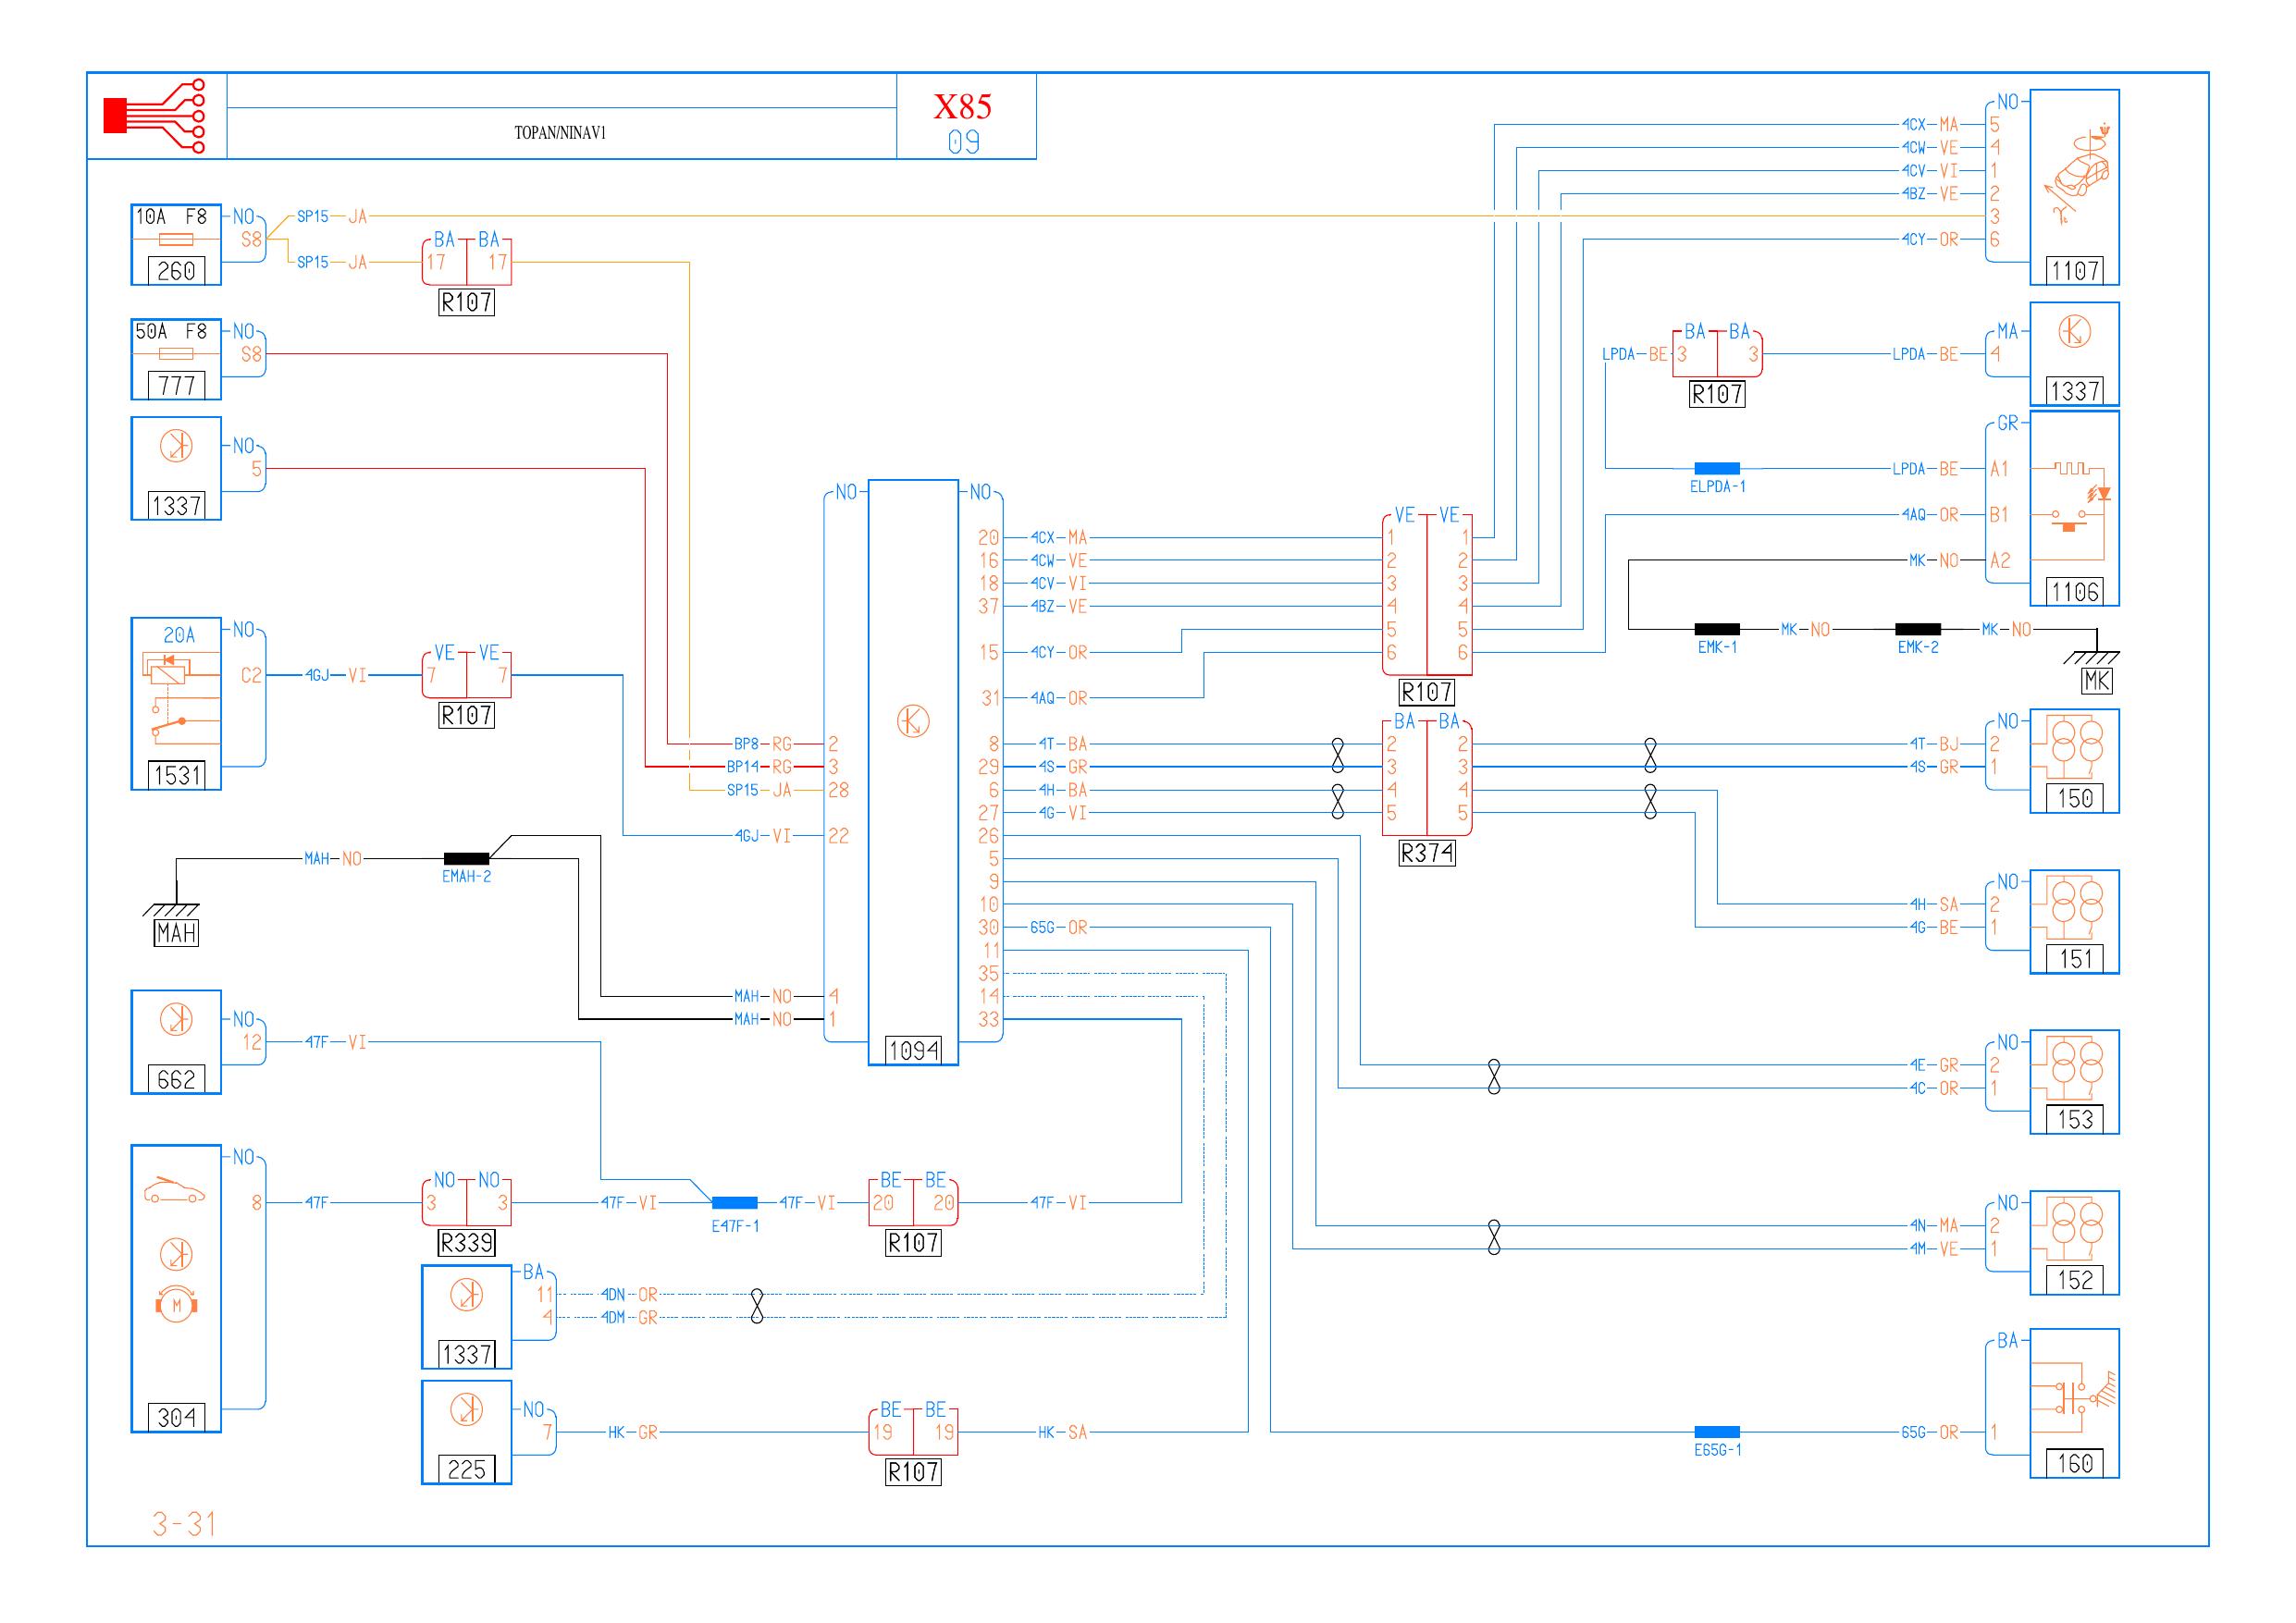 TOPAN/NINAV1
X85
09
10A F8
NO
S8
260
SP15 JA
SP15 JA
BA BA
17 17
R107
50A F8
NO
S8
777
NO
5
1337
20A
NO
C2
1531
4GJ VI
VE VE
7 7
R107
MAH NO
EMAH-2
MAH
NO
12
662
47F VI
NO
8
304
47F
NO NO
3 3
R339
47F VI
E47F-1
47F VI
BE BE
20 20
R107
47F VI
BA
11
4
1337
4DN OR
4DM GR
NO
7
225
HK GR
BE BE
19 19
R107
HK SA
NO NO
BP8 RG 2
BP14 RG 3
SP15 JA 28
4GJ VI 22
MAH NO 4
MAH NO 1
1094
20 4CX MA
16 4CW VE
18 4CV VI
37 4BZ VE
15 4CY OR
31 4AQ OR
8 4T BA
29 4S GR
6 4H BA
27 4G VI
26
5
9
10
30 65G OR
11
35
14
33
VE VE
1 1
2 2
3 3
4 4
5 5
6 6
R107
BA BA
2 2
3 3
4 4
5 5
R374
NO
4CX MA 5
4CW VE 4
4CV VI 1
4BZ VE 2
3
4CY OR 6
1107
LPDA BE
BA BA
3 3
R107
LPDA BE
MA
4
1337
ELPDA-1
GR
LPDA BE A1
4AQ OR B1
MK NO A2
1106
EMK-1
MK NO
EMK-2
MK NO
MK
NO
4T BJ 2
4S GR 1
150
NO
4H SA 2
4G BE 1
151
NO
4E GR 2
4C OR 1
153
NO
4N MA 2
4M VE 1
152
BA
E65G-1
65G OR 1
160
3-31